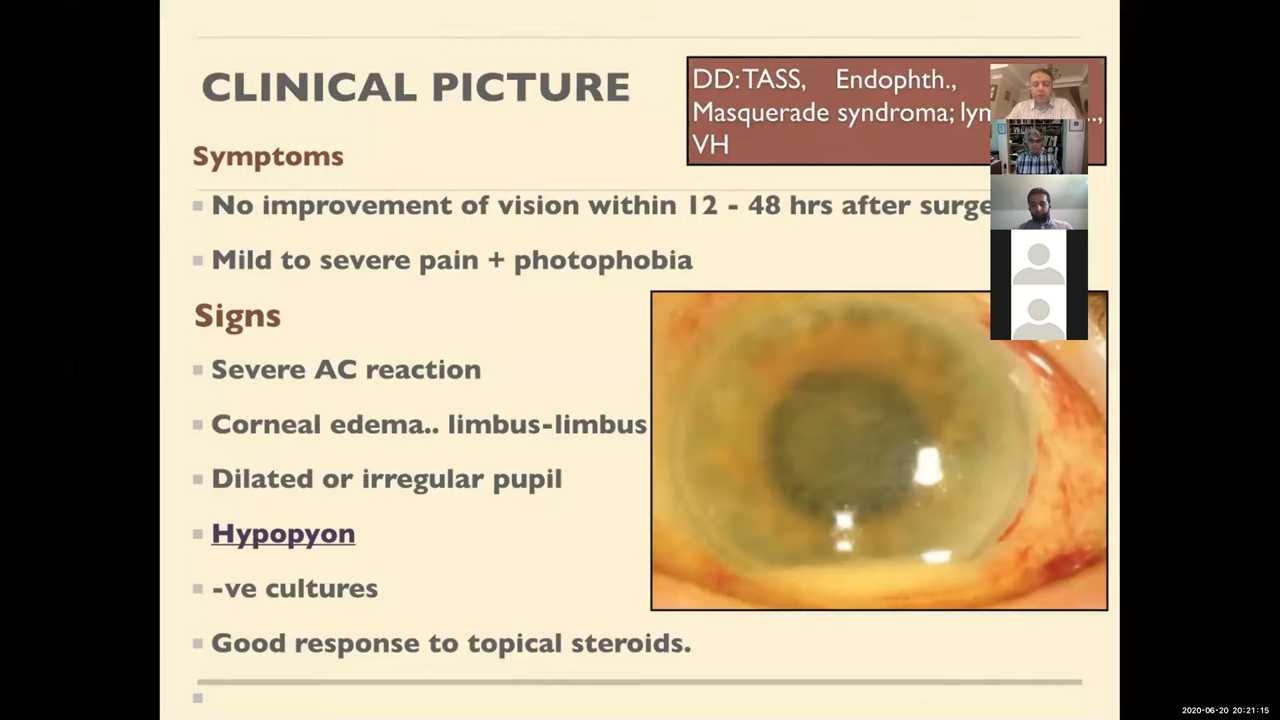 CLINICAL PICTURE
DD: TASS, Endophth.,
Masquerade syndroma;
VH
Symptoms
No improvement of vision within 12 - 48 hrs after
Mild to severe pain + photophobia
Signs
Severe AC reaction
Corneal edema.. limbus-limbus
Dilated or irregular pupil
Hypopyon
-ve cultures
Good response to topical steroids.
2020-06-20 20:21:15